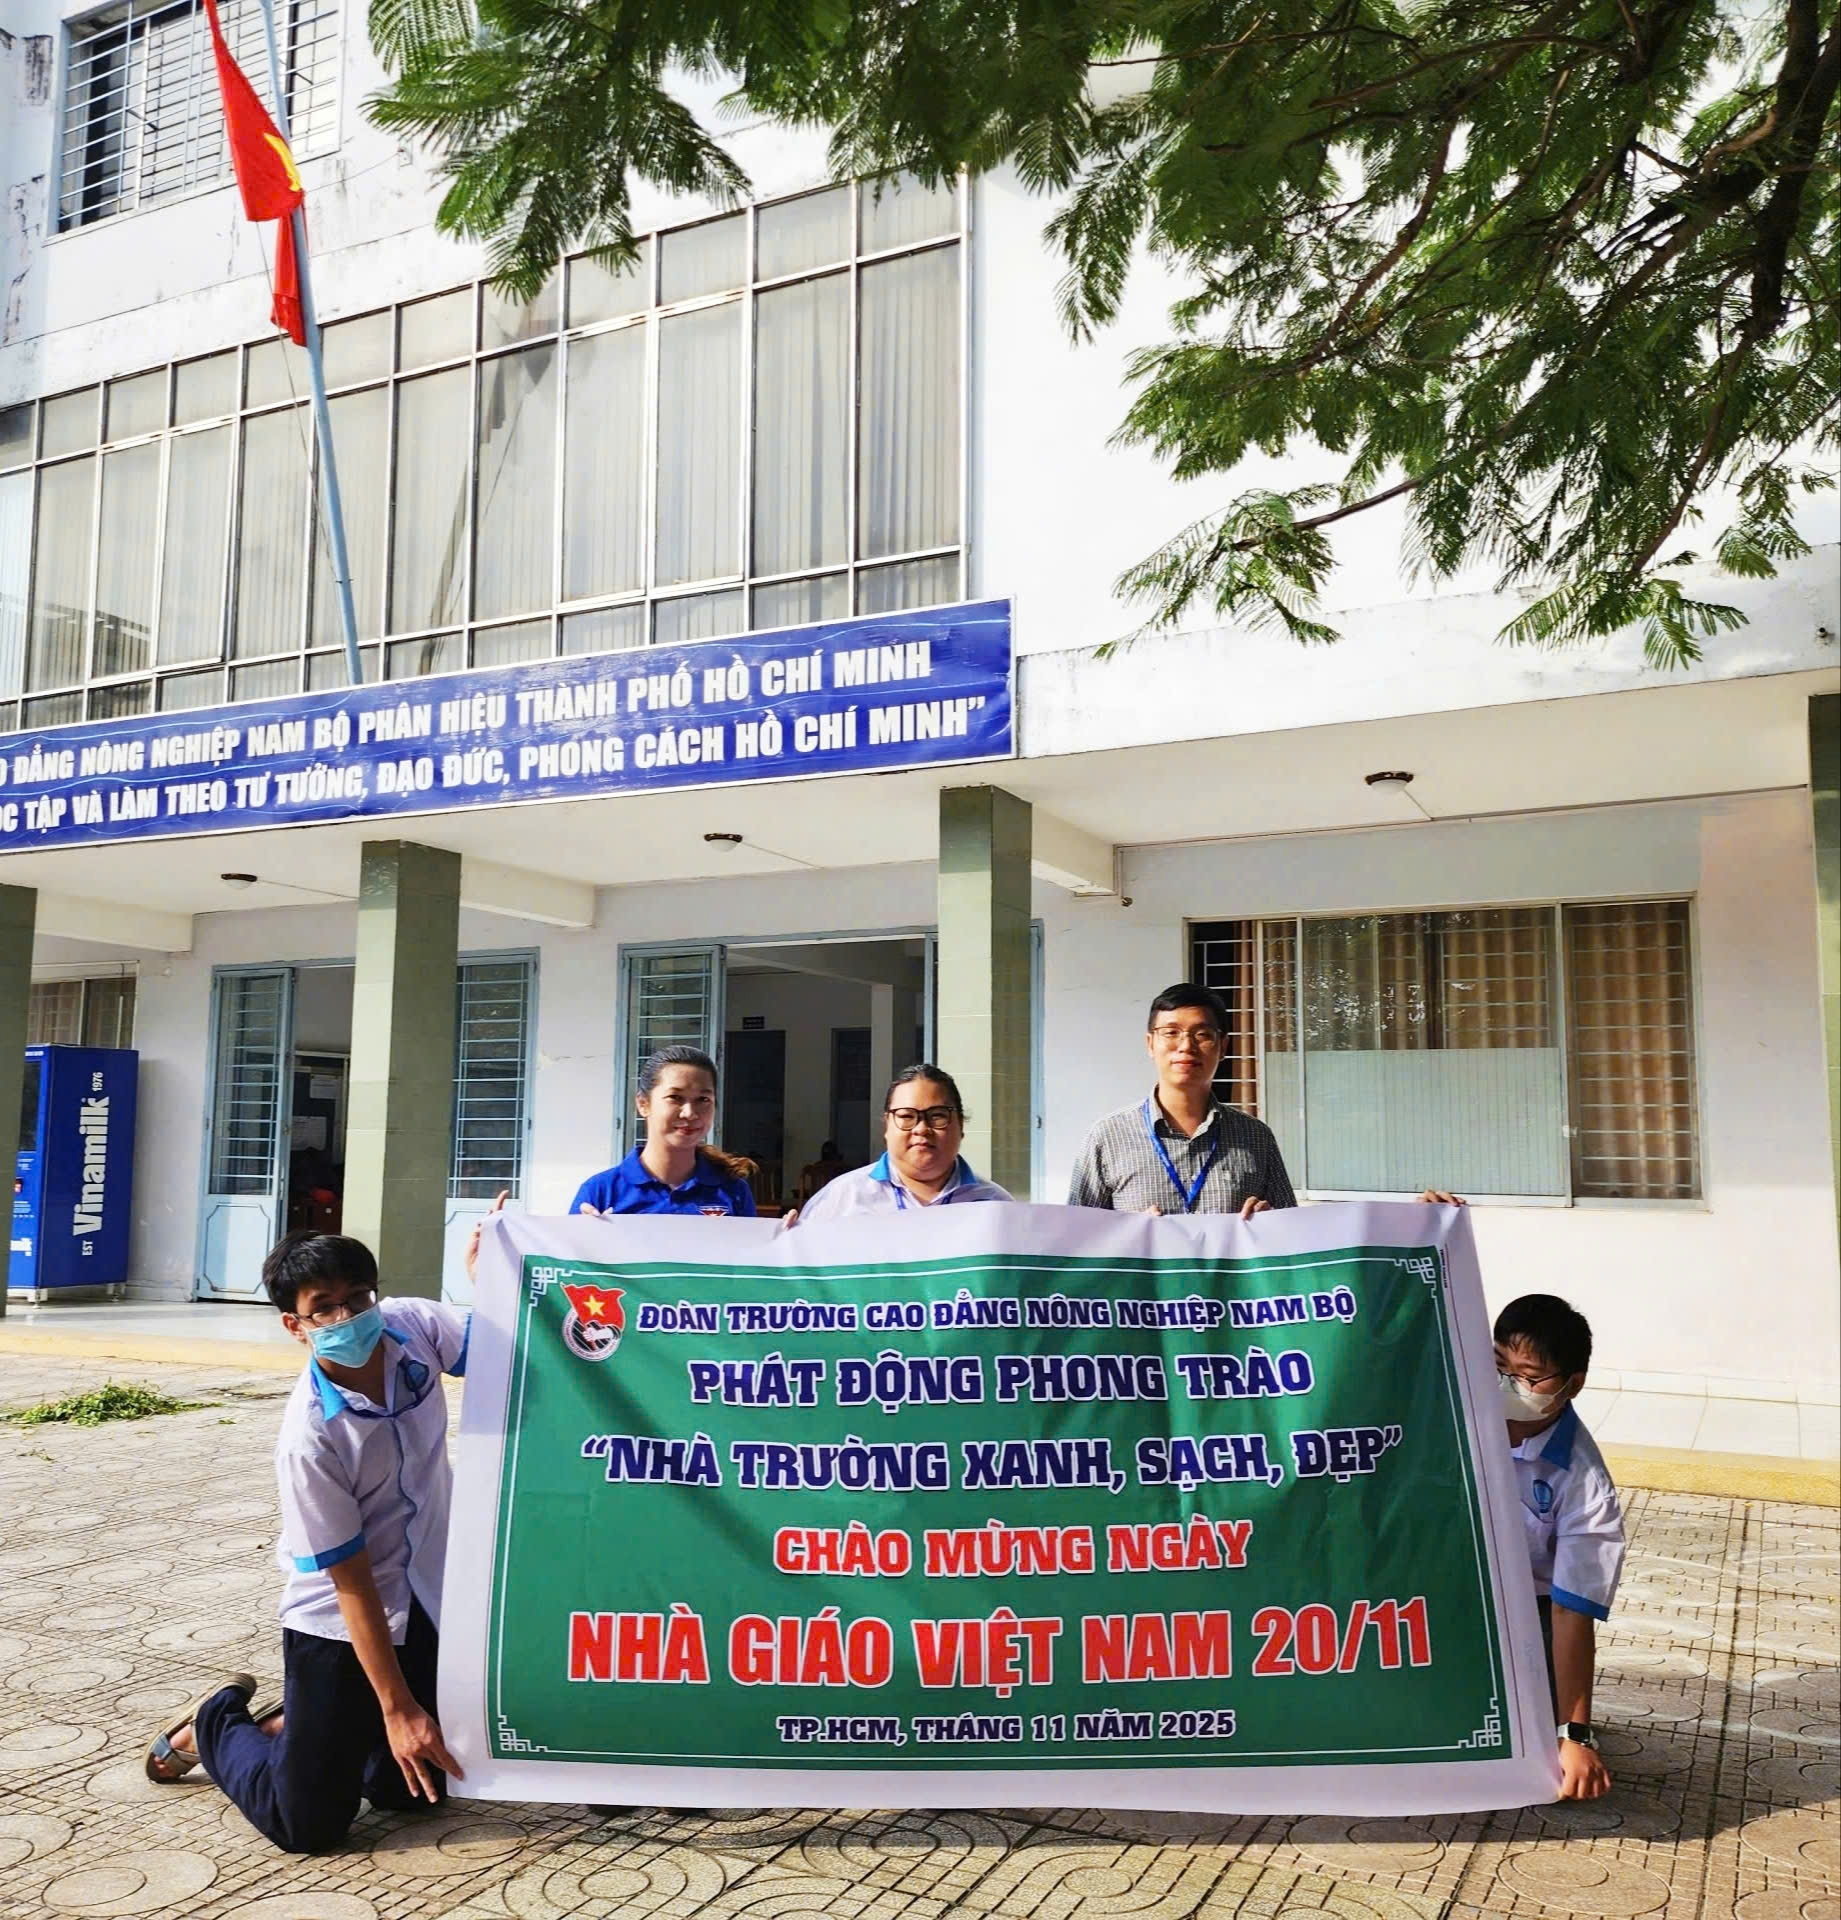 ĐẲNG NÔNG NGHIỆP NAM BỘ PHÂN HIỆU THÀNH PHỐ HỒ CHÍ MINH
TẬP VÀ LÀM THEO TƯ TƯỞNG, ĐẠO ĐỨC, PHONG CÁCH HỒ CHÍ MINH"
EST Vinamilk 1976
ĐOÀN TRƯỜNG CAO ĐẲNG NÔNG NGHIỆP NAM BỘ
PHÁT ĐỘNG PHONG TRÀO
"NHÀ TRƯỜNG XANH, SẠCH, ĐẸP"
CHÀO MỪNG NGÀY
NHÀ GIÁO VIỆT NAM 20/11
TP.HCM, THÁNG 11 NĂM 2025